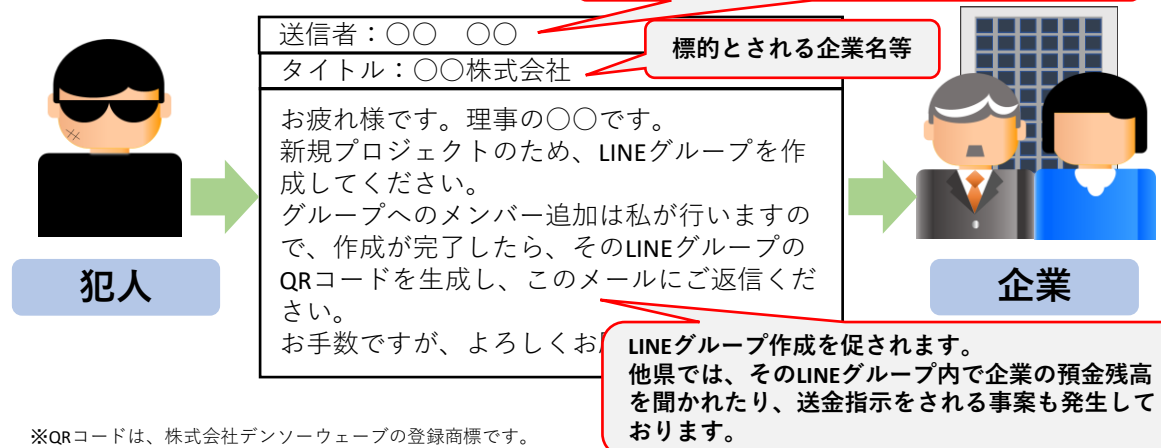 送信者：○○　○○
タイトル：○○株式会社
標的とされる企業名等
お疲れ様です。理事の○○です。
新規プロジェクトのため、LINEグループを作
成してください。
グループへのメンバー追加は私が行いますの
で、作成が完了したら、そのLINEグループの
QRコードを生成し、このメールにご返信くだ
さい。
お手数ですが、よろしくお
犯人
企業
LINEグループ作成を促されます。
他県では、そのLINEグループ内で企業の預金残高
を聞かれたり、送金指示をされる事案も発生して
おります。
※QRコードは、株式会社デンソーウェーブの登録商標です。